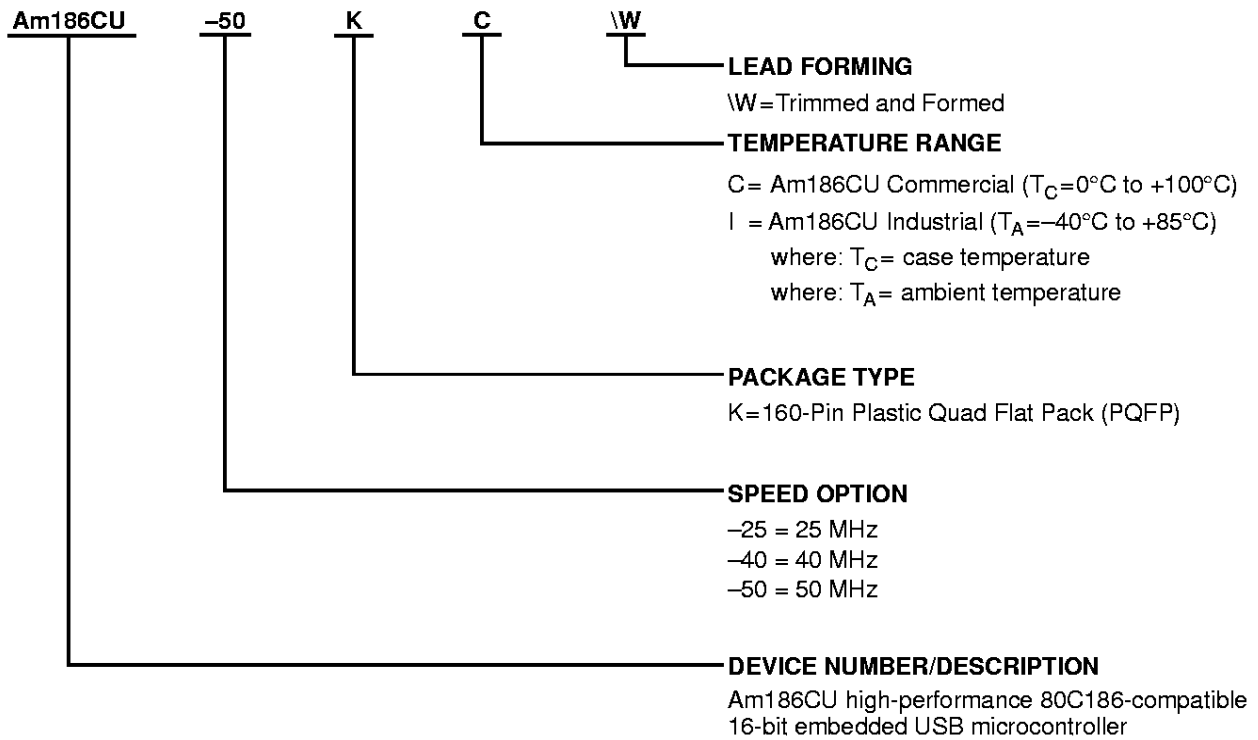 Am186CU –50 K C \W
LEAD FORMING
\W=Trimmed and Formed
TEMPERATURE RANGE
C= Am186CU Commercial (TC=0°C to +100°C)
I = Am186CU Industrial (TA=–40°C to +85°C)
where: TC= case temperature
where: TA= ambient temperature
PACKAGE TYPE
K=160-Pin Plastic Quad Flat Pack (PQFP)
SPEED OPTION
–25 = 25 MHz
–40 = 40 MHz
–50 = 50 MHz
DEVICE NUMBER/DESCRIPTION
Am186CU high-performance 80C186-compatible
16-bit embedded USB microcontroller